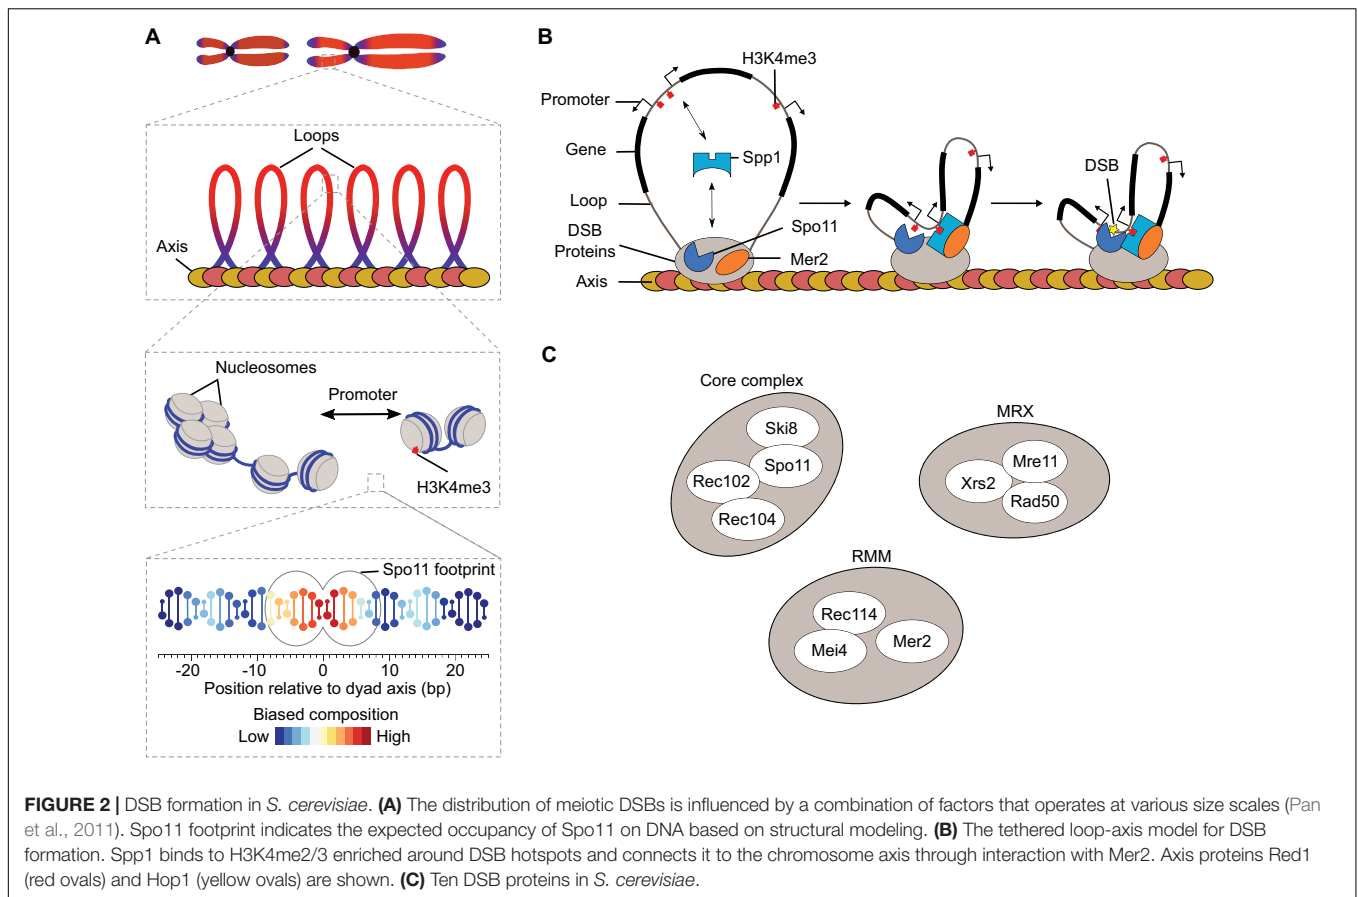 A
Loops
Axis
Nucleosomes
Promoter
H3K4me3
Spo11 footprint
-20 -10 0 10 20
Position relative to dyad axis (bp)
Biased composition
Low High
B
H3K4me3
Promoter
Gene
Spp1
Loop
DSB
Proteins
Spo11
Mer2
Axis
DSB
C
Core complex
Ski8
Spo11
Rec102
Rec104
MRX
Mre11
Xrs2
Rad50
RMM
Rec114
Mei4
Mer2
FIGURE 2 | DSB formation in S. cerevisiae. (A) The distribution of meiotic DSBs is influenced by a combination of factors that operates at various size scales (Pan
et al., 2011). Spo11 footprint indicates the expected occupancy of Spo11 on DNA based on structural modeling. (B) The tethered loop-axis model for DSB
formation. Spp1 binds to H3K4me2/3 enriched around DSB hotspots and connects it to the chromosome axis through interaction with Mer2. Axis proteins Red1
(red ovals) and Hop1 (yellow ovals) are shown. (C) Ten DSB proteins in S. cerevisiae.